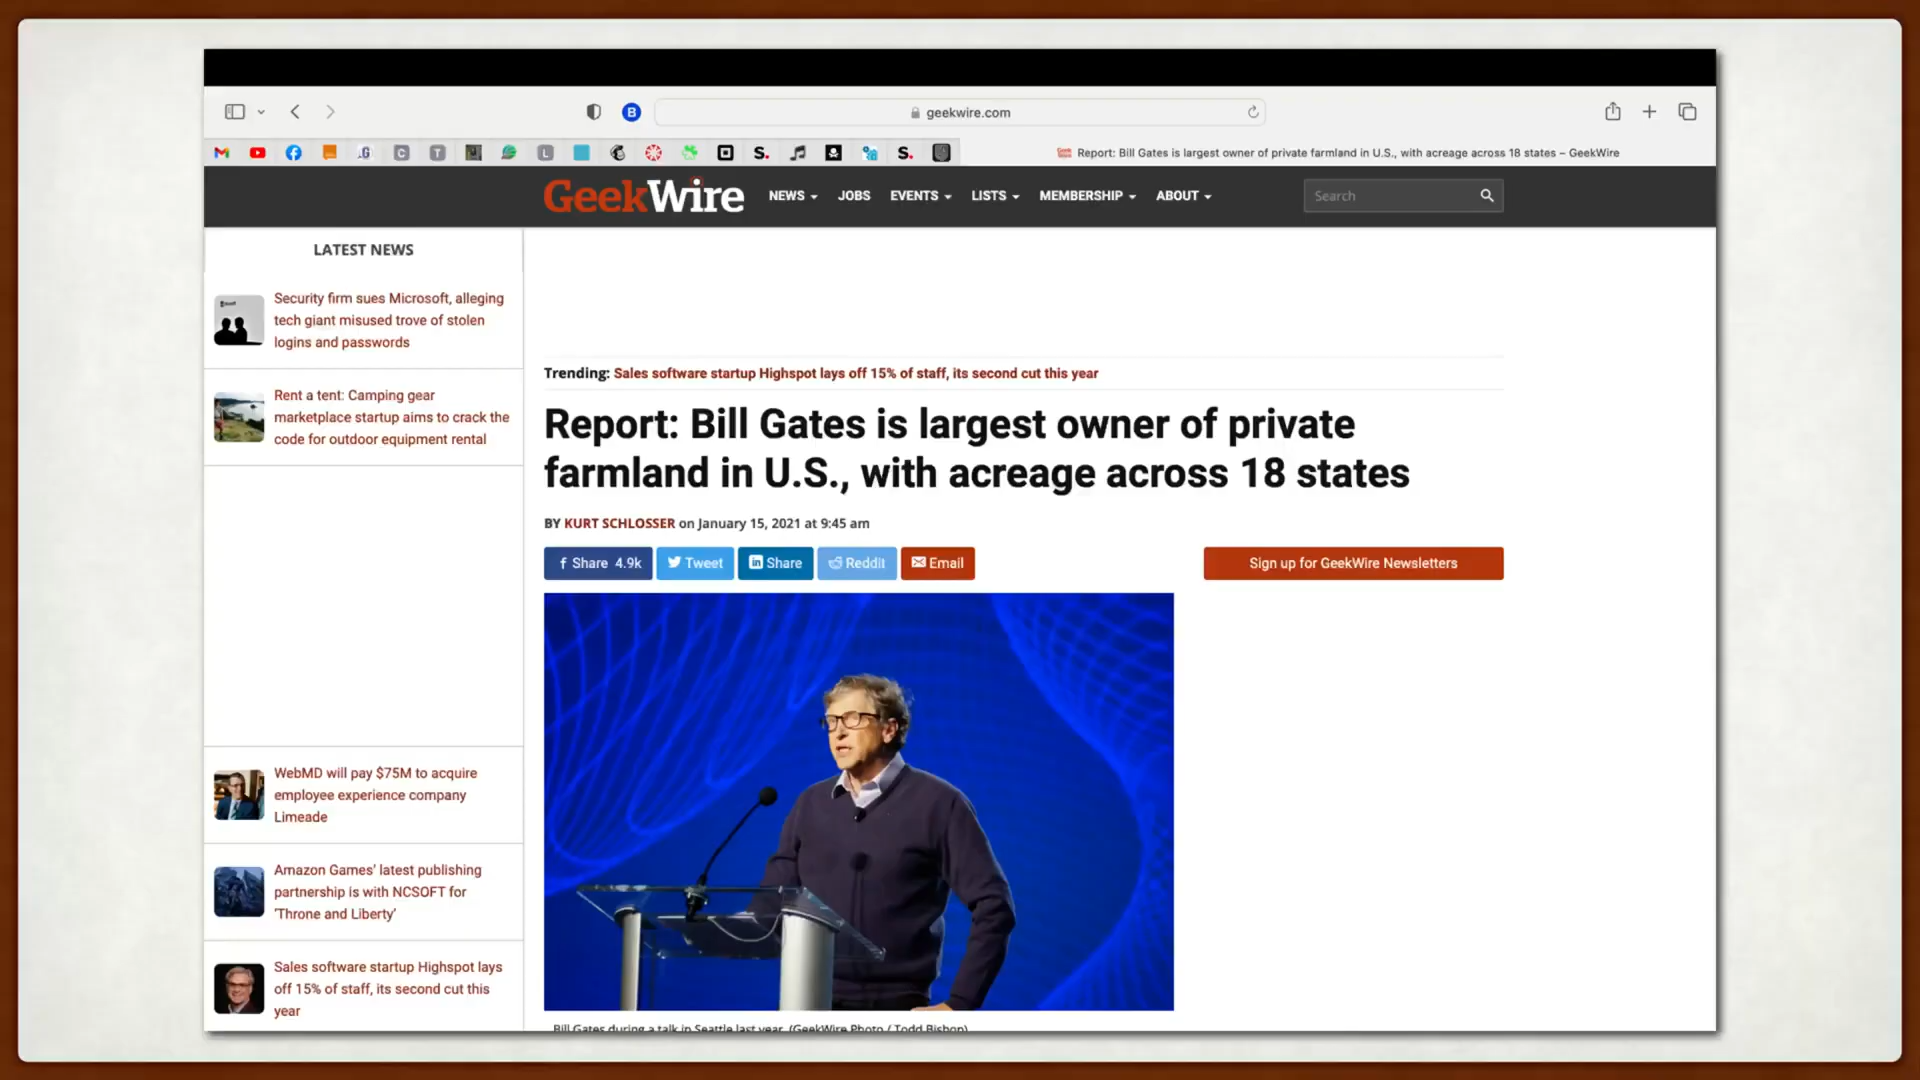 geekwire.com
Report: Bill Gates is largest owner of private farmland in U.S., with acreage across 18 states – GeekWire
GeekWire
NEWS
JOBS
EVENTS
LISTS
MEMBERSHIP
ABOUT
Search
LATEST NEWS
Security firm sues Microsoft, alleging
tech giant misused trove of stolen
logins and passwords
Rent a tent: Camping gear
marketplace startup aims to crack the
code for outdoor equipment rental
WebMD will pay $75M to acquire
employee experience company
Limeade
Amazon Games' latest publishing
partnership is with NCSOFT for
'Throne and Liberty'
Sales software startup Highspot lays
off 15% of staff, its second cut this
year
Trending: Sales software startup Highspot lays off 15% of staff, its second cut this year
Report: Bill Gates is largest owner of private
farmland in U.S., with acreage across 18 states
BY KURT SCHLOSSER on January 15, 2021 at 9:45 am
Share 4.9k
Tweet
Share
Reddit
Email
Sign up for GeekWire Newsletters
Bill Gates during a talk in Seattle last year. (GeekWire Photo / Todd Bishop)